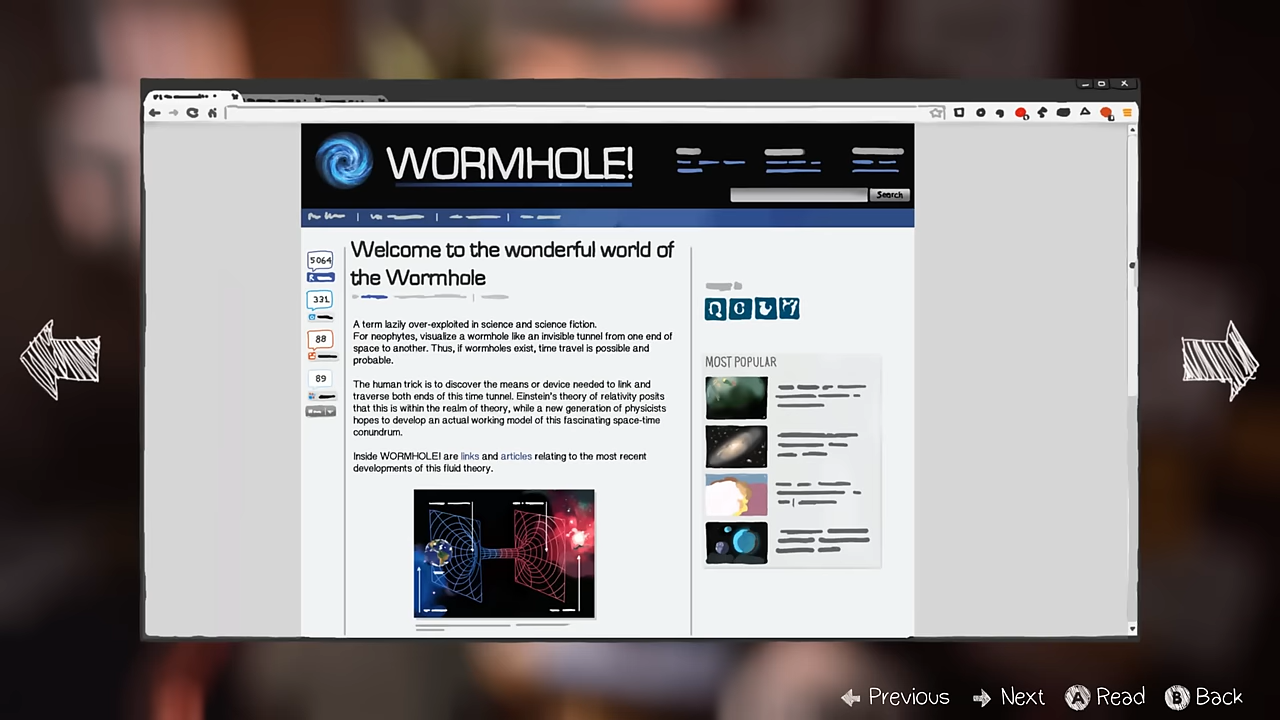 WORMHOLE!
Search
Welcome to the wonderful world of
the Wormhole
5064
331
88
89
A term lazily over-exploited in science and science fiction.
For neophytes, visualize a wormhole like an invisible tunnel from one end of
space to another. Thus, if wormholes exist, time travel is possible and
probable.
The human trick is to discover the means or device needed to link and
traverse both ends of this time tunnel. Einstein's theory of relativity posits
that this is within the realm of theory, while a new generation of physicists
hopes to develop an actual working model of this fascinating space-time
conundrum.
Inside WORMHOLE! are links and articles relating to the most recent
developments of this fluid theory.
MOST POPULAR
Previous Next A Read B Back